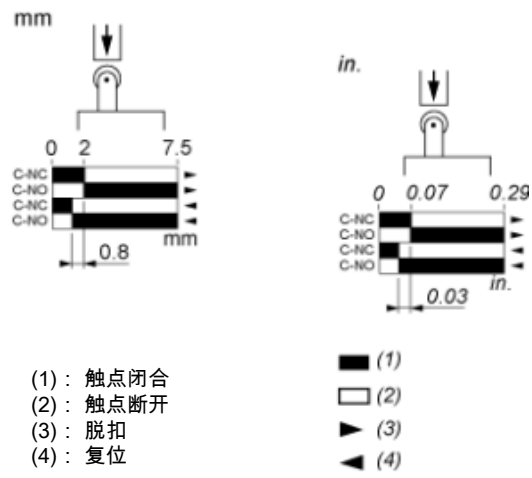 mm
0 2 7.5
C-NC
C-NO
C-NC
C-NO
mm
0.8
in.
0 0.07 0.29
C-NC
C-NO
C-NC
C-NO
in.
0.03
(1)： 触点闭合
(2)： 触点断开
(3)： 脱扣
(4)： 复位
(1)
(2)
(3)
(4)